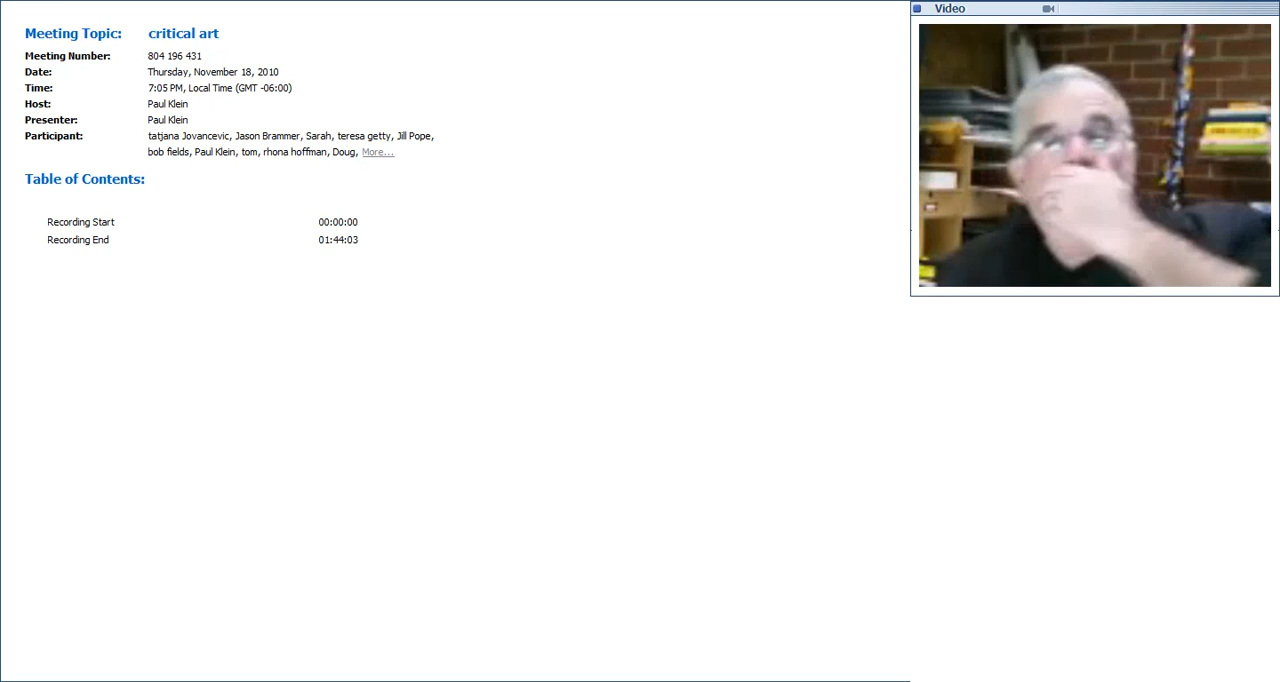 Video
Meeting Topic: critical art
Meeting Number: 804 196 431
Date: Thursday, November 18, 2010
Time: 7:05 PM, Local Time (GMT -06:00)
Host: Paul Klein
Presenter: Paul Klein
Participant: tatjana Jovancevic, Jason Brammer, Sarah, teresa getty, Jill Pope,
bob fields, Paul Klein, tom, rhona hoffman, Doug, More...
Table of Contents:
Recording Start 00:00:00
Recording End 01:44:03